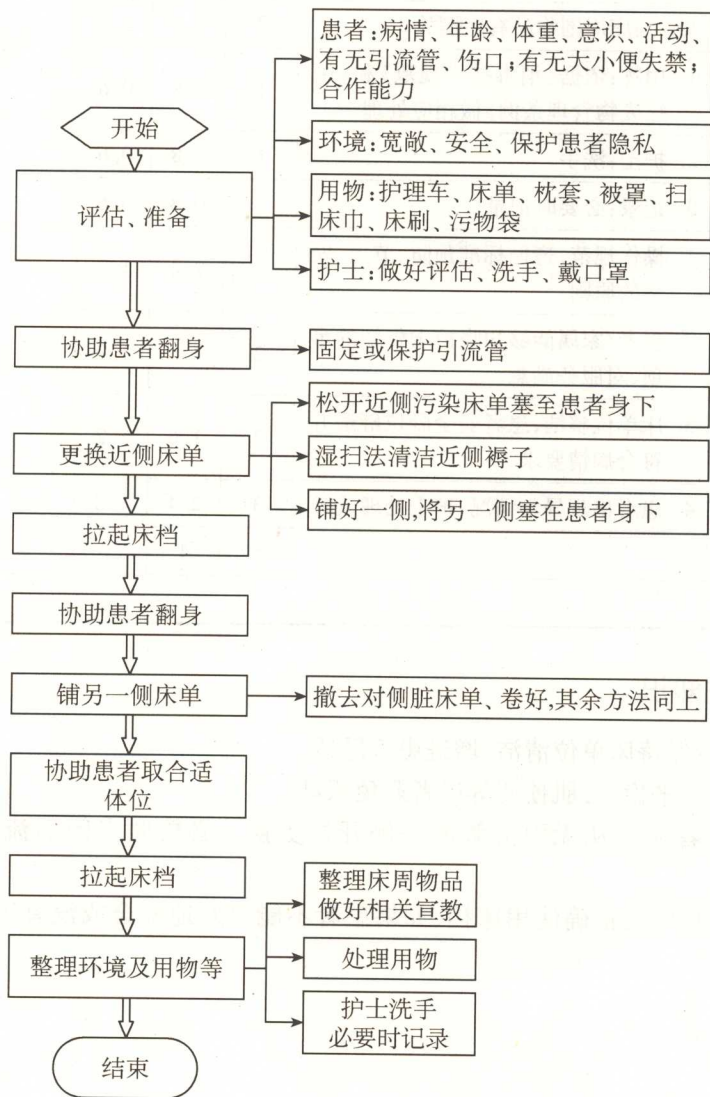 患者:病情、年龄、体重、意识、活动、
有无引流管、伤口;有无大小便失禁;
合作能力
开始
环境:宽敞、安全、保护患者隐私
评估、准备
用物:护理车、床单、枕套、被罩、扫
床巾、床刷、污物袋
护士:做好评估、洗手、戴口罩
协助患者翻身
固定或保护引流管
松开近侧污染床单塞至患者身下
更换近侧床单
湿扫法清洁近侧褥子
铺好一侧,将另一侧塞在患者身下
拉起床档
协助患者翻身
铺另一侧床单
撤去对侧脏床单、卷好,其余方法同上
协助患者取合适
体位
拉起床档
整理床周物品
做好相关宣教
整理环境及用物等
处理用物
护士洗手
必要时记录
结束